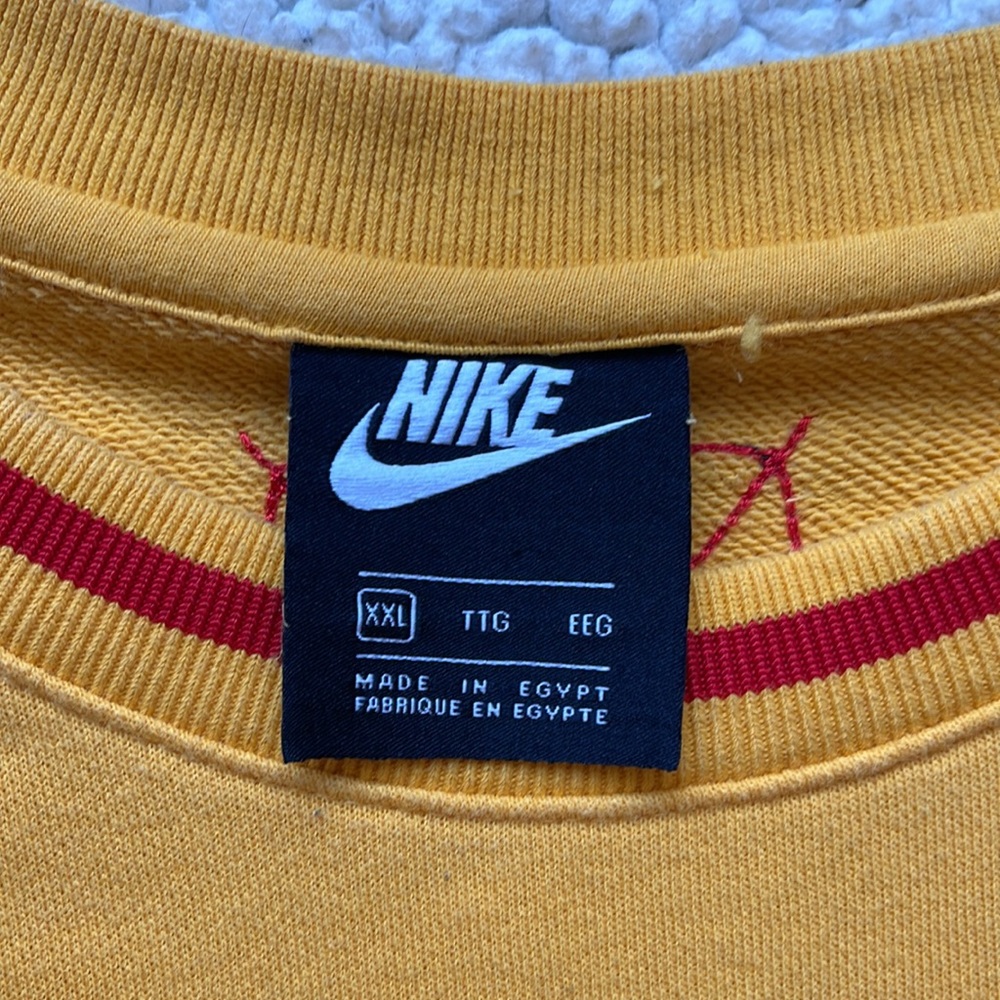 NIKE
XXL TTG EEG
MADE IN EGYPT
FABRIQUE EN EGYPTE